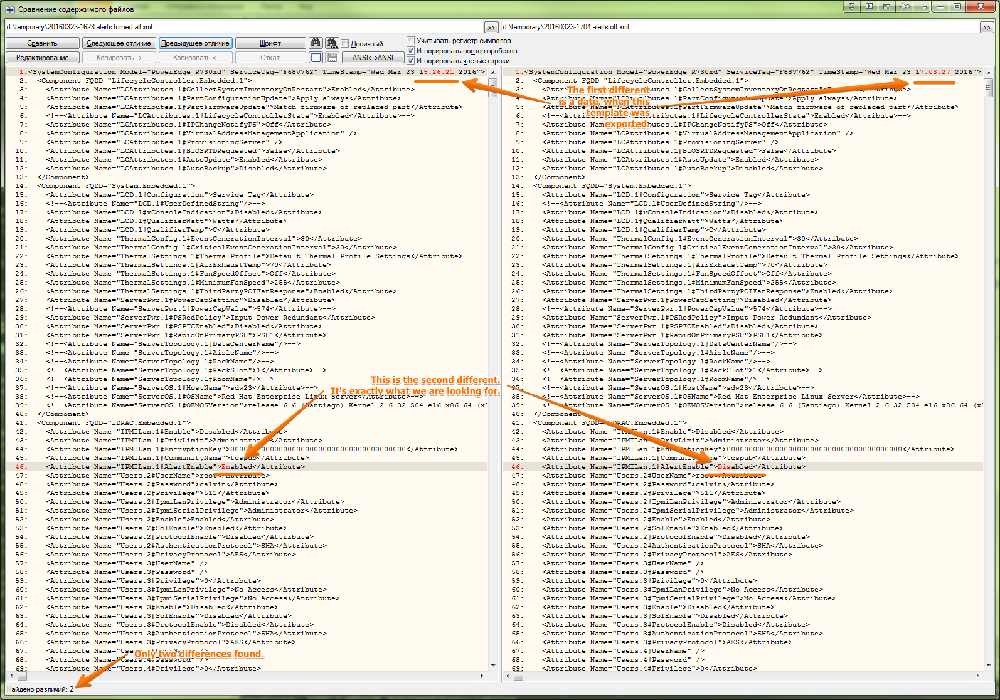 Сравнение содержимого файлов
d:\temporary\20160323-1628.alerts.turned.all.xml
>>
d:\temporary\20160323-1704.alerts.off.xml
>>
Сравнить
Следующее отличие
Предыдущее отличие
Шрифт
Двоичный
Учитывать регистр символов
Игнорировать повтор пробелов
Редактирование
Копировать ->
Копировать <-
Откат
ANSI<->ANSI
Игнорировать частые строки
1:<SystemConfiguration Model="PowerEdge R730xd" ServiceTag="F68V762" TimeStamp="Wed Mar 23 15:26:21 2016">
2: <Component FQDD="LifecycleController.Embedded.1">
3: <Attribute Name="LCAttributes.1#CollectSystemInventoryOnRestart">Enabled</Attribute>
4: <Attribute Name="LCAttributes.1#PartConfigurationUpdate">Apply always</Attribute>
5: <Attribute Name="LCAttributes.1#PartFirmwareUpdate">Match firmware of replaced part</Attribute>
6: <!--<Attribute Name="LCAttributes.1#LifecycleControllerState">Enabled</Attribute>-->
7: <Attribute Name="LCAttributes.1#IPChangeNotifyPS">Off</Attribute>
8: <Attribute Name="LCAttributes.1#VirtualAddressManagementApplication" />
9: <Attribute Name="LCAttributes.1#ProvisioningServer" />
10: <Attribute Name="LCAttributes.1#BIOSRTDRequested">False</Attribute>
11: <Attribute Name="LCAttributes.1#AutoUpdate">Enabled</Attribute>
12: <Attribute Name="LCAttributes.1#AutoBackup">Disabled</Attribute>
13: </Component>
14: <Component FQDD="System.Embedded.1">
15: <Attribute Name="LCD.1#Configuration">Service Tag</Attribute>
16: <!--<Attribute Name="LCD.1#UserDefinedString"/>-->
17: <Attribute Name="LCD.1#vConsoleIndication">Disabled</Attribute>
18: <Attribute Name="LCD.1#QualifierWatt">Watts</Attribute>
19: <Attribute Name="LCD.1#QualifierTemp">C</Attribute>
20: <Attribute Name="ThermalConfig.1#EventGenerationInterval">30</Attribute>
21: <Attribute Name="ThermalConfig.1#CriticalEventGenerationInterval">30</Attribute>
22: <Attribute Name="ThermalSettings.1#ThermalProfile">Default Thermal Profile Settings</Attribute>
23: <Attribute Name="ThermalSettings.1#AirExhaustTemp">70</Attribute>
24: <Attribute Name="ThermalSettings.1#FanSpeedOffset">Off</Attribute>
25: <Attribute Name="ThermalSettings.1#MinimumFanSpeed">255</Attribute>
26: <Attribute Name="ThermalSettings.1#ThirdPartyPCIFanResponse">Enabled</Attribute>
27: <Attribute Name="ServerPwr.1#PowerCapSetting">Disabled</Attribute>
28: <!--<Attribute Name="ServerPwr.1#PowerCapValue">574</Attribute>-->
29: <Attribute Name="ServerPwr.1#PSRedPolicy">Input Power Redundant</Attribute>
30: <Attribute Name="ServerPwr.1#PSPFCEnabled">Disabled</Attribute>
31: <Attribute Name="ServerPwr.1#RapidOnPrimaryPSU">PSU1</Attribute>
32: <!--<Attribute Name="ServerTopology.1#DataCenterName"/>-->
33: <!--<Attribute Name="ServerTopology.1#AisleName"/>-->
34: <!--<Attribute Name="ServerTopology.1#RackName"/>-->
35: <!--<Attribute Name="ServerTopology.1#RackSlot">1</Attribute>-->
36: <!--<Attribute Name="ServerTopology.1#RoomName"/>-->
37: <!--<Attribute Name="ServerOS.1#HostName">sdw23</Attribute>-->
38: <!--<Attribute Name="ServerOS.1#OSName">Red Hat Enterprise Linux Server</Attribute>-->
39: <!--<Attribute Name="ServerOS.1#OEMOSVersion">release 6.6 (Santiago) Kernel 2.6.32-504.el6.x86_64 (x8
40: </Component>
41: <Component FQDD="iDRAC.Embedded.1">
42: <Attribute Name="IPMILan.1#Enable">Disabled</Attribute>
43: <Attribute Name="IPMILan.1#PrivLimit">Administrator</Attribute>
44: <Attribute Name="IPMILan.1#EncryptionKey">0000000000000000000000000000000000000000</Attribute>
45: <Attribute Name="IPMILan.1#CommunityName">tcspub</Attribute>
46: <Attribute Name="IPMILan.1#AlertEnable">Enabled</Attribute>
47: <Attribute Name="Users.2#UserName">root</Attribute>
48: <Attribute Name="Users.2#Password">calvin</Attribute>
49: <Attribute Name="Users.2#Privilege">511</Attribute>
50: <Attribute Name="Users.2#IpmiLanPrivilege">Administrator</Attribute>
51: <Attribute Name="Users.2#IpmiSerialPrivilege">Administrator</Attribute>
52: <Attribute Name="Users.2#Enable">Enabled</Attribute>
53: <Attribute Name="Users.2#SolEnable">Enabled</Attribute>
54: <Attribute Name="Users.2#ProtocolEnable">Disabled</Attribute>
55: <Attribute Name="Users.2#AuthenticationProtocol">SHA</Attribute>
56: <Attribute Name="Users.2#PrivacyProtocol">AES</Attribute>
57: <Attribute Name="Users.3#UserName" />
58: <Attribute Name="Users.3#Password" />
59: <Attribute Name="Users.3#Privilege">0</Attribute>
60: <Attribute Name="Users.3#IpmiLanPrivilege">No Access</Attribute>
61: <Attribute Name="Users.3#IpmiSerialPrivilege">No Access</Attribute>
62: <Attribute Name="Users.3#Enable">Disabled</Attribute>
63: <Attribute Name="Users.3#SolEnable">Disabled</Attribute>
64: <Attribute Name="Users.3#ProtocolEnable">Disabled</Attribute>
65: <Attribute Name="Users.3#AuthenticationProtocol">SHA</Attribute>
66: <Attribute Name="Users.3#PrivacyProtocol">AES</Attribute>
67: <Attribute Name="Users.4#UserName" />
68: <Attribute Name="Users.4#Password" />
69: <Attribute Name="Users.4#Privilege">0</Attribute>
1:<SystemConfiguration Model="PowerEdge R730xd" ServiceTag="F68V762" TimeStamp="Wed Mar 23 17:03:27 2016">
2: <Component FQDD="LifecycleController.Embedded.1">
3: <Attribute Name="LCAttributes.1#CollectSystemInventoryOnRestart">Enabled</Attribute>
4: <Attribute Name="LCAttributes.1#PartConfigurationUpdate">Apply always</Attribute>
5: <Attribute Name="LCAttributes.1#PartFirmwareUpdate">Match firmware of replaced part</Attribute>
6: <!--<Attribute Name="LCAttributes.1#LifecycleControllerState">Enabled</Attribute>-->
7: <Attribute Name="LCAttributes.1#IPChangeNotifyPS">Off</Attribute>
8: <Attribute Name="LCAttributes.1#VirtualAddressManagementApplication" />
9: <Attribute Name="LCAttributes.1#ProvisioningServer" />
10: <Attribute Name="LCAttributes.1#BIOSRTDRequested">False</Attribute>
11: <Attribute Name="LCAttributes.1#AutoUpdate">Enabled</Attribute>
12: <Attribute Name="LCAttributes.1#AutoBackup">Disabled</Attribute>
13: </Component>
14: <Component FQDD="System.Embedded.1">
15: <Attribute Name="LCD.1#Configuration">Service Tag</Attribute>
16: <!--<Attribute Name="LCD.1#UserDefinedString"/>-->
17: <Attribute Name="LCD.1#vConsoleIndication">Disabled</Attribute>
18: <Attribute Name="LCD.1#QualifierWatt">Watts</Attribute>
19: <Attribute Name="LCD.1#QualifierTemp">C</Attribute>
20: <Attribute Name="ThermalConfig.1#EventGenerationInterval">30</Attribute>
21: <Attribute Name="ThermalConfig.1#CriticalEventGenerationInterval">30</Attribute>
22: <Attribute Name="ThermalSettings.1#ThermalProfile">Default Thermal Profile Settings</Attribute>
23: <Attribute Name="ThermalSettings.1#AirExhaustTemp">70</Attribute>
24: <Attribute Name="ThermalSettings.1#FanSpeedOffset">Off</Attribute>
25: <Attribute Name="ThermalSettings.1#MinimumFanSpeed">255</Attribute>
26: <Attribute Name="ThermalSettings.1#ThirdPartyPCIFanResponse">Enabled</Attribute>
27: <Attribute Name="ServerPwr.1#PowerCapSetting">Disabled</Attribute>
28: <!--<Attribute Name="ServerPwr.1#PowerCapValue">574</Attribute>-->
29: <Attribute Name="ServerPwr.1#PSRedPolicy">Input Power Redundant</Attribute>
30: <Attribute Name="ServerPwr.1#PSPFCEnabled">Disabled</Attribute>
31: <Attribute Name="ServerPwr.1#RapidOnPrimaryPSU">PSU1</Attribute>
32: <!--<Attribute Name="ServerTopology.1#DataCenterName"/>-->
33: <!--<Attribute Name="ServerTopology.1#AisleName"/>-->
34: <!--<Attribute Name="ServerTopology.1#RackName"/>-->
35: <!--<Attribute Name="ServerTopology.1#RackSlot">1</Attribute>-->
36: <!--<Attribute Name="ServerTopology.1#RoomName"/>-->
37: <!--<Attribute Name="ServerOS.1#HostName">sdw23</Attribute>-->
38: <!--<Attribute Name="ServerOS.1#OSName">Red Hat Enterprise Linux Server</Attribute>-->
39: <!--<Attribute Name="ServerOS.1#OEMOSVersion">release 6.6 (Santiago) Kernel 2.6.32-504.el6.x86_64 (x8
40: </Component>
41: <Component FQDD="iDRAC.Embedded.1">
42: <Attribute Name="IPMILan.1#Enable">Disabled</Attribute>
43: <Attribute Name="IPMILan.1#PrivLimit">Administrator</Attribute>
44: <Attribute Name="IPMILan.1#EncryptionKey">0000000000000000000000000000000000000000</Attribute>
45: <Attribute Name="IPMILan.1#CommunityName">tcspub</Attribute>
46: <Attribute Name="IPMILan.1#AlertEnable">Disabled</Attribute>
47: <Attribute Name="Users.2#UserName">root</Attribute>
48: <Attribute Name="Users.2#Password">calvin</Attribute>
49: <Attribute Name="Users.2#Privilege">511</Attribute>
50: <Attribute Name="Users.2#IpmiLanPrivilege">Administrator</Attribute>
51: <Attribute Name="Users.2#IpmiSerialPrivilege">Administrator</Attribute>
52: <Attribute Name="Users.2#Enable">Enabled</Attribute>
53: <Attribute Name="Users.2#SolEnable">Enabled</Attribute>
54: <Attribute Name="Users.2#ProtocolEnable">Disabled</Attribute>
55: <Attribute Name="Users.2#AuthenticationProtocol">SHA</Attribute>
56: <Attribute Name="Users.2#PrivacyProtocol">AES</Attribute>
57: <Attribute Name="Users.3#UserName" />
58: <Attribute Name="Users.3#Password" />
59: <Attribute Name="Users.3#Privilege">0</Attribute>
60: <Attribute Name="Users.3#IpmiLanPrivilege">No Access</Attribute>
61: <Attribute Name="Users.3#IpmiSerialPrivilege">No Access</Attribute>
62: <Attribute Name="Users.3#Enable">Disabled</Attribute>
63: <Attribute Name="Users.3#SolEnable">Disabled</Attribute>
64: <Attribute Name="Users.3#ProtocolEnable">Disabled</Attribute>
65: <Attribute Name="Users.3#AuthenticationProtocol">SHA</Attribute>
66: <Attribute Name="Users.3#PrivacyProtocol">AES</Attribute>
67: <Attribute Name="Users.4#UserName" />
68: <Attribute Name="Users.4#Password" />
69: <Attribute Name="Users.4#Privilege">0</Attribute>
The first different
is a date, when this
template was
exported.
This is the second different.
It's exactly what we are looking for.
Only two differences found.
Найдено различий: 2